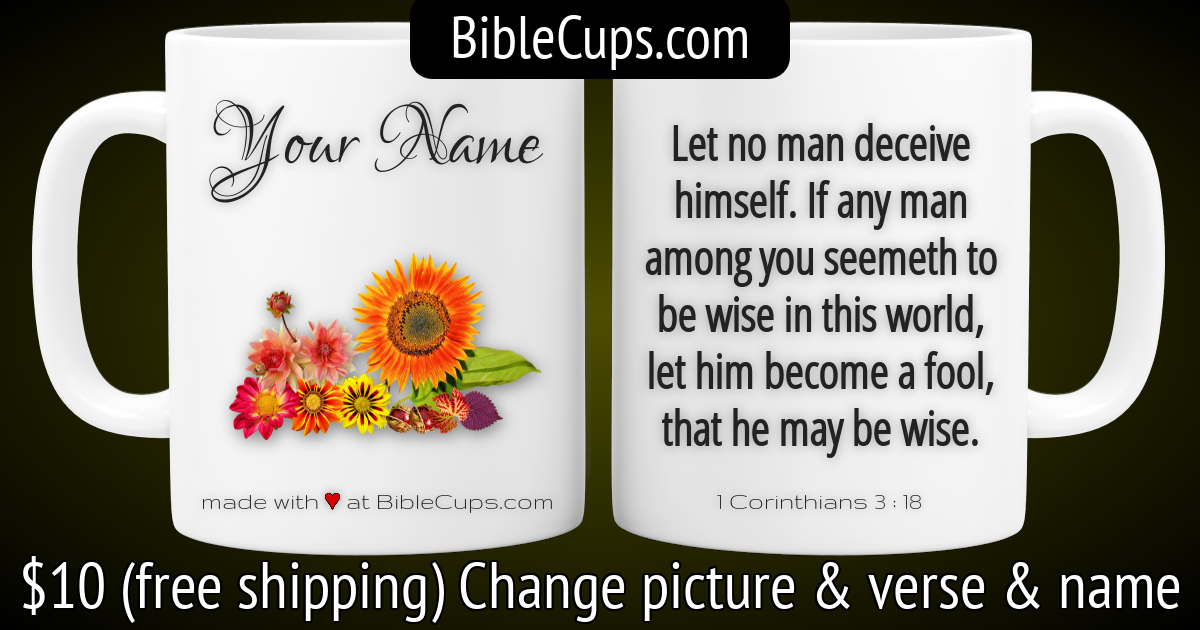 BibleCups.com
Your Name
made with ♥ at BibleCups.com
Let no man deceive
himself. If any man
among you seemeth to
be wise in this world,
let him become a fool,
that he may be wise.
1 Corinthians 3 : 18
$10 (free shipping) Change picture & verse & name